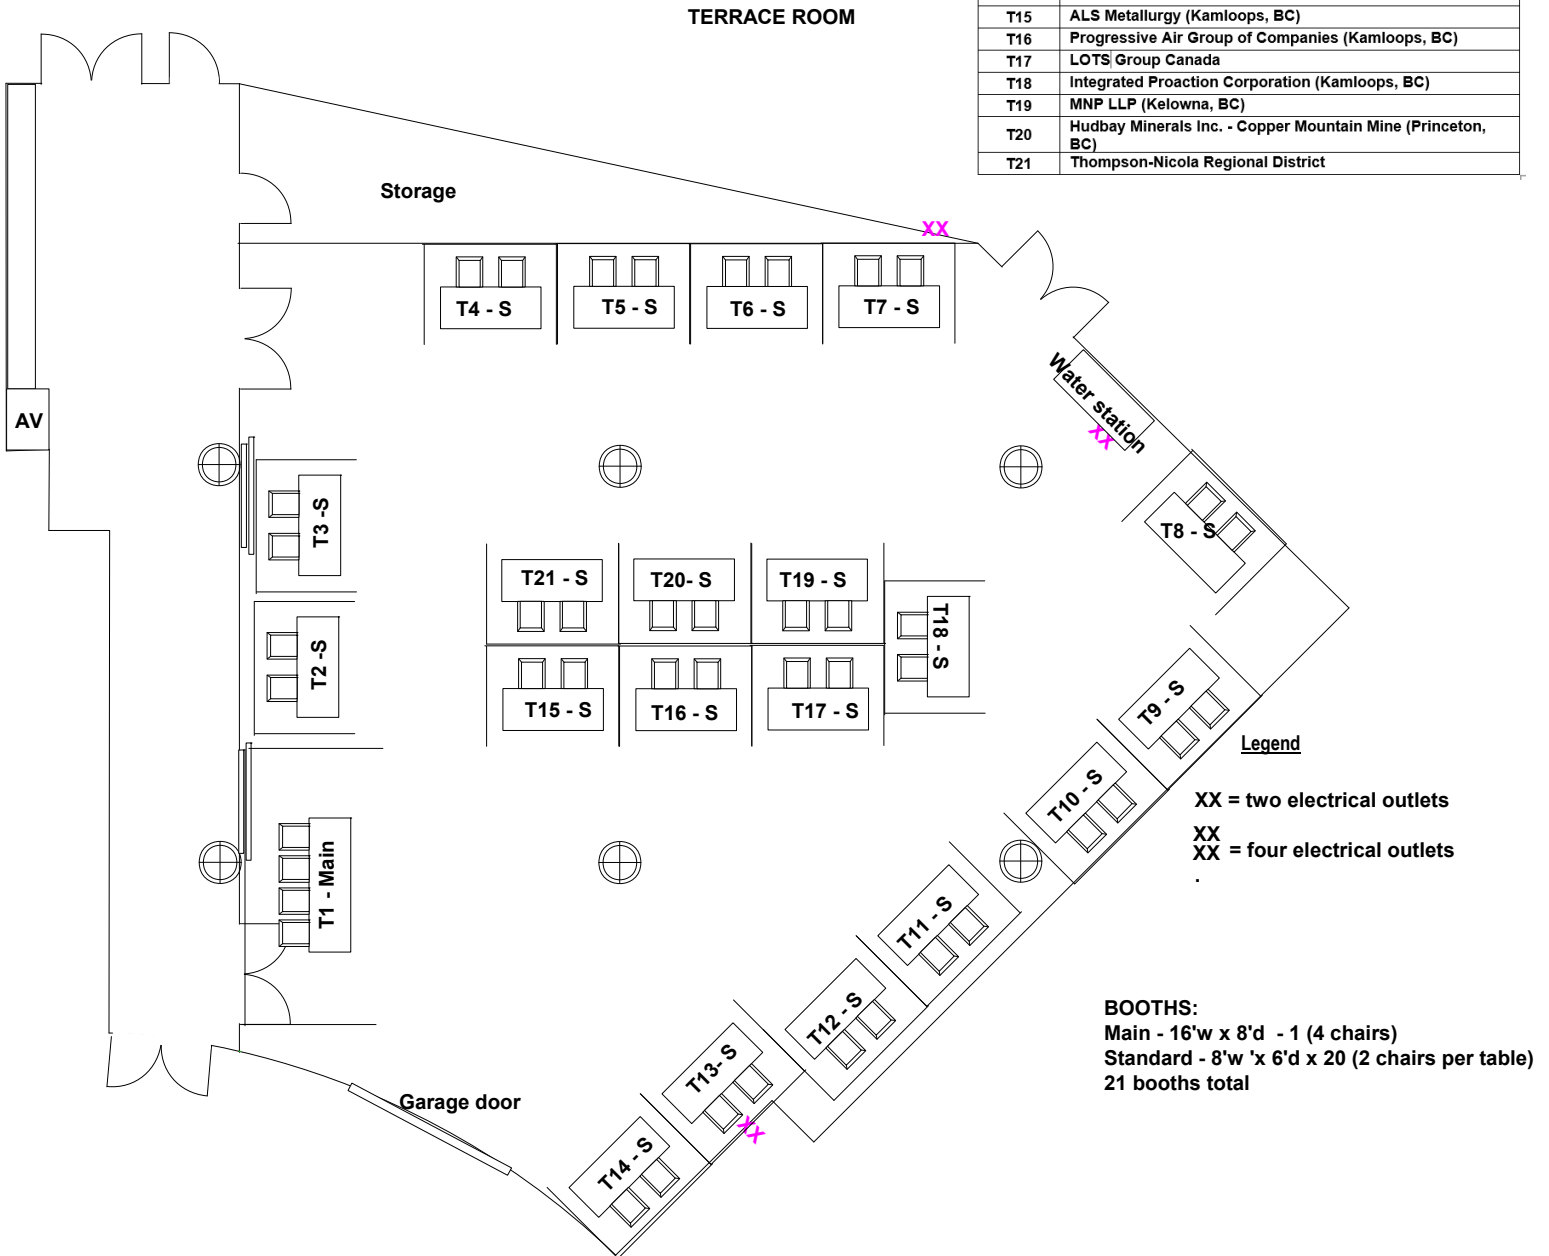 TERRACE ROOM
T15 ALS Metallurgy (Kamloops, BC)
T16 Progressive Air Group of Companies (Kamloops, BC)
T17 LOTS Group Canada
T18 Integrated Proaction Corporation (Kamloops, BC)
T19 MNP LLP (Kelowna, BC)
T20 Hudbay Minerals Inc. - Copper Mountain Mine (Princeton,
BC)
T21 Thompson-Nicola Regional District
Storage
XX
T4 - S
T5 - S
T6 - S
T7 - S
Water station
XX
AV
T3 -S
T8 - S
T21 - S
T20- S
T19 - S
T18 - S
T2 -S
T15 - S
T16 - S
T17 - S
T9 - S
Legend
T10 - S
XX = two electrical outlets
XX
XX = four electrical outlets
.
T1 - Main
T11 - S
T12 - S
BOOTHS:
Main - 16'w x 8'd - 1 (4 chairs)
Standard - 8'w 'x 6'd x 20 (2 chairs per table)
21 booths total
T13- S
XX
Garage door
T14 - S